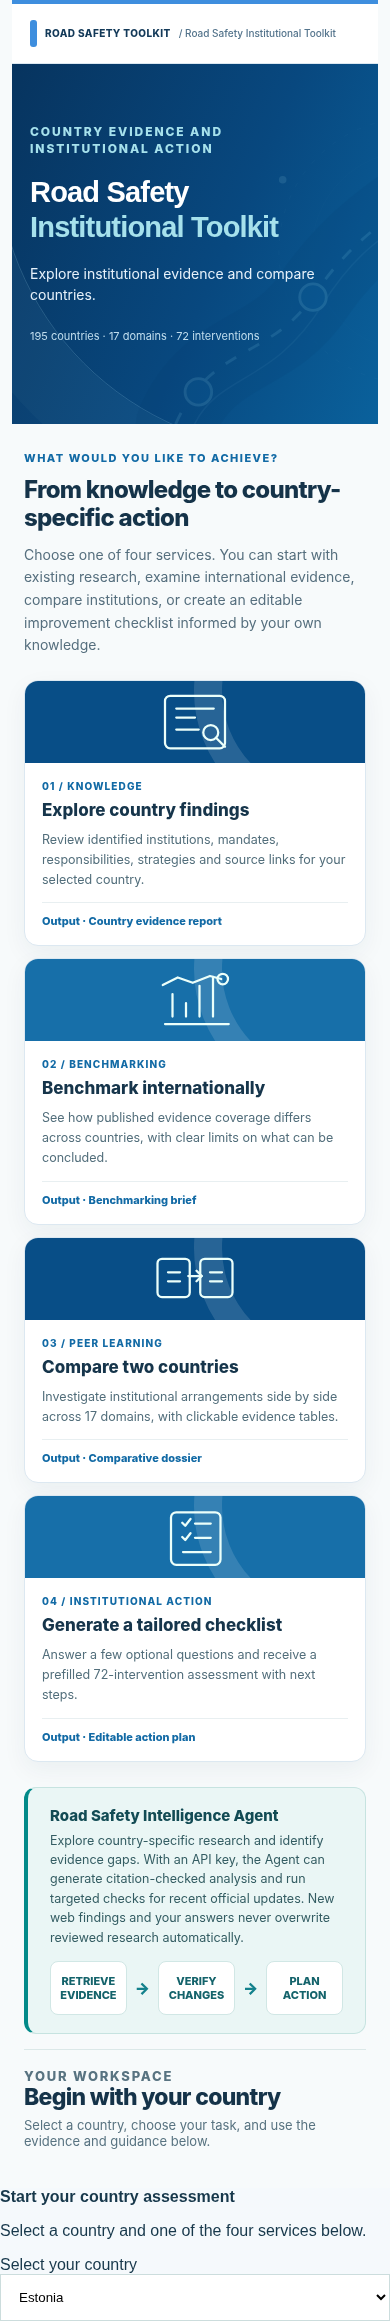 ROAD SAFETY TOOLKIT / Road Safety Institutional Toolkit
COUNTRY EVIDENCE AND
INSTITUTIONAL ACTION
Road Safety
Institutional Toolkit
Explore institutional evidence and compare
countries.
195 countries · 17 domains · 72 interventions
WHAT WOULD YOU LIKE TO ACHIEVE?
From knowledge to country-
specific action
Choose one of four services. You can start with
existing research, examine international evidence,
compare institutions, or create an editable
improvement checklist informed by your own
knowledge.
01 / KNOWLEDGE
Explore country findings
Review identified institutions, mandates,
responsibilities, strategies and source links for your
selected country.
Output · Country evidence report
02 / BENCHMARKING
Benchmark internationally
See how published evidence coverage differs
across countries, with clear limits on what can be
concluded.
Output · Benchmarking brief
03 / PEER LEARNING
Compare two countries
Investigate institutional arrangements side by side
across 17 domains, with clickable evidence tables.
Output · Comparative dossier
04 / INSTITUTIONAL ACTION
Generate a tailored checklist
Answer a few optional questions and receive a
prefilled 72-intervention assessment with next
steps.
Output · Editable action plan
Road Safety Intelligence Agent
Explore country-specific research and identify
evidence gaps. With an API key, the Agent can
generate citation-checked analysis and run
targeted checks for recent official updates. New
web findings and your answers never overwrite
reviewed research automatically.
RETRIEVE
EVIDENCE
→
VERIFY
CHANGES
→
PLAN
ACTION
YOUR WORKSPACE
Begin with your country
Select a country, choose your task, and use the
evidence and guidance below.
Start your country assessment
Select a country and one of the four services below.
Select your country
Estonia